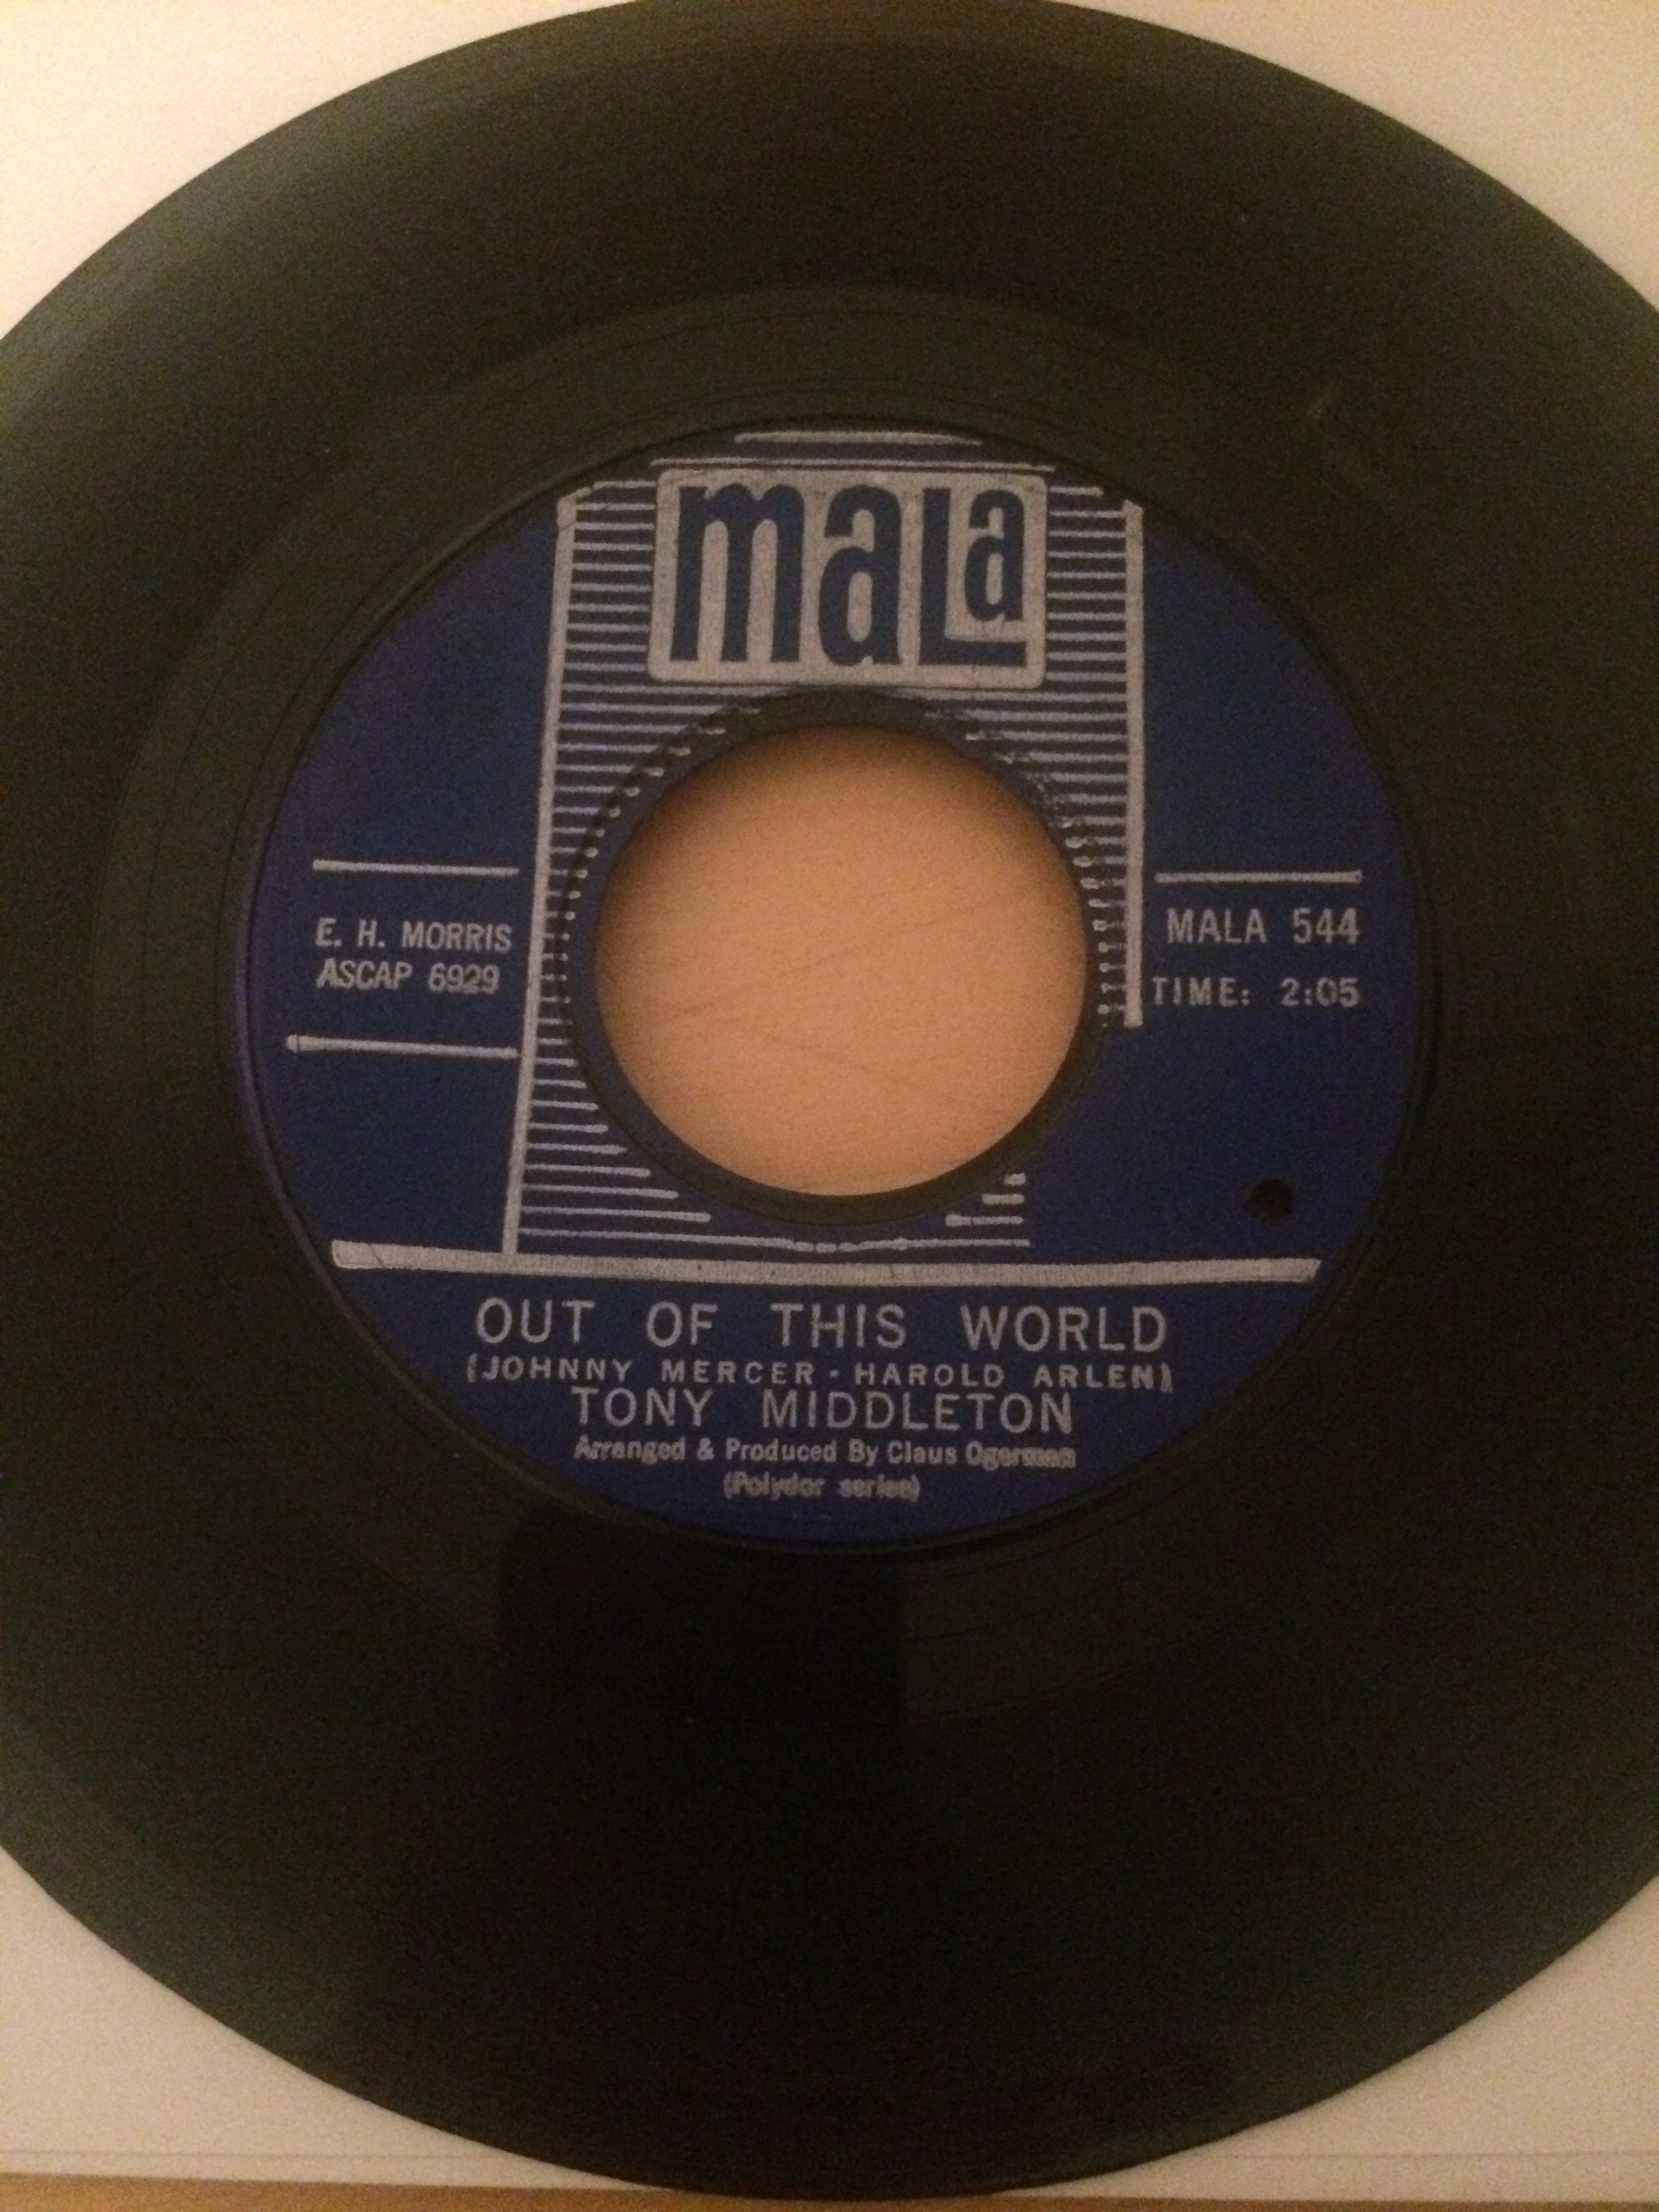 mala
E. H. MORRIS
ASCAP 6929
MALA 544
TIME: 2:05
OUT OF THIS WORLD
(JOHNNY MERCER · HAROLD ARLEN)
TONY MIDDLETON
Arranged & Produced By Claus Ogerman
(Polydor series)